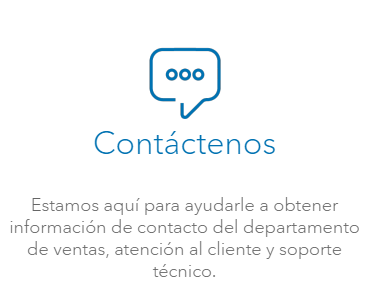 Contáctenos
Estamos aquí para ayudarle a obtener
información de contacto del departamento
de ventas, atención al cliente y soporte
técnico.